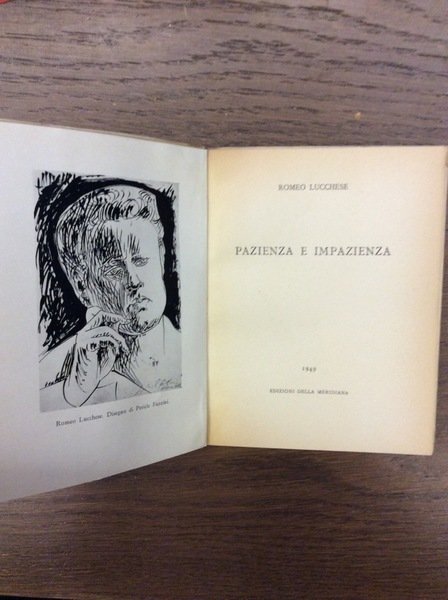 Romeo Lucchese. Disegno di Pericle Fazzini.
ROMEO LUCCHESE
PAZIENZA E IMPAZIENZA
1949
EDIZIONI DELLA MERIDIANA